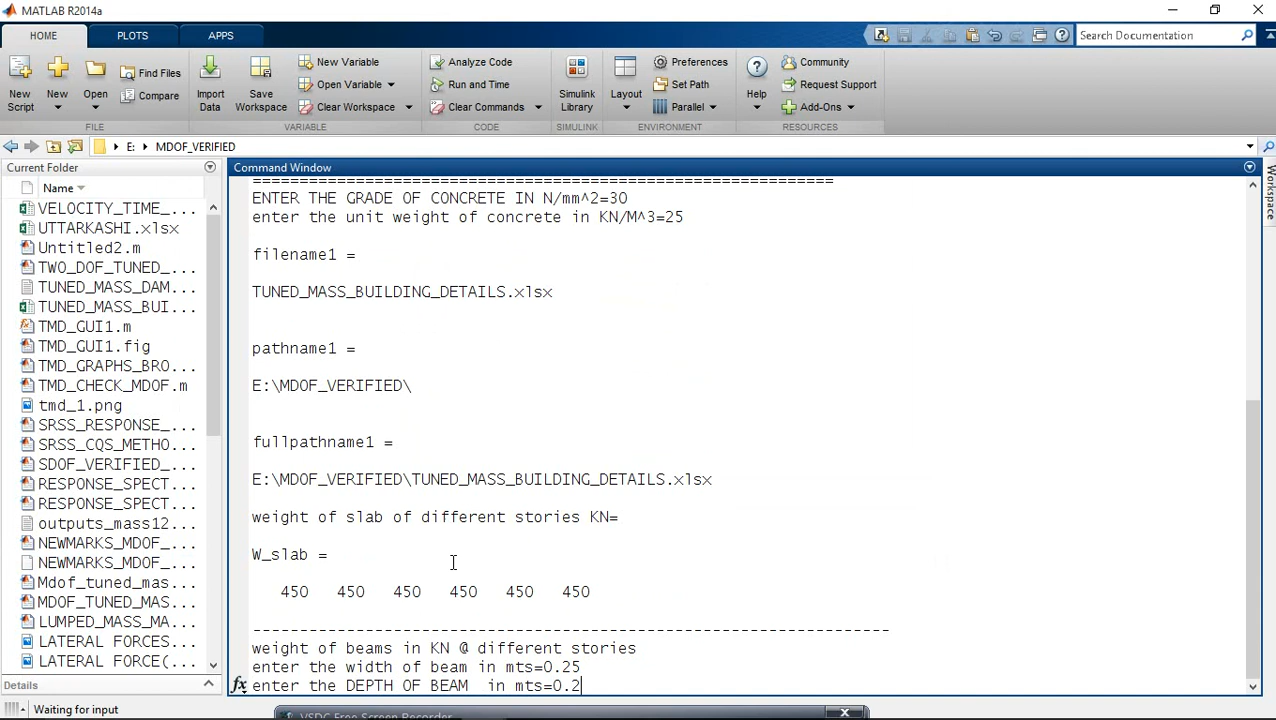 MATLAB R2014a
HOME PLOTS APPS
Search Documentation
New Script
New
Open
Find Files
Compare
FILE
Import Data
Save Workspace
New Variable
Open Variable
Clear Workspace
VARIABLE
Analyze Code
Run and Time
Clear Commands
CODE
Simulink Library
SIMULINK
Layout
Preferences
Set Path
Parallel
ENVIRONMENT
Help
Community
Request Support
Add-Ons
RESOURCES
E: MDOF_VERIFIED
Current Folder
Name
VELOCITY_TIME_...
UTTARKASHI.xlsx
Untitled2.m
TWO_DOF_TUNED_...
TUNED_MASS_DAM...
TUNED_MASS_BUI...
TMD_GUI1.m
TMD_GUI1.fig
TMD_GRAPHS_BRO...
TMD_CHECK_MDOF.m
tmd_1.png
SRSS_RESPONSE_...
SRSS_CQS_METHO...
SDOF_VERIFIED_...
RESPONSE_SPECT...
RESPONSE_SPECT...
outputs_mass12...
NEWMARKS_MDOF_...
NEWMARKS_MDOF_...
Mdof_tuned_mas...
MDOF_TUNED_MAS...
LUMPED_MASS_MA...
LATERAL FORCES...
LATERAL FORCE(...
Details
Command Window
==============================================================
ENTER THE GRADE OF CONCRETE IN N/mm^2=30
enter the unit weight of concrete in KN/M^3=25
filename1 =
TUNED_MASS_BUILDING_DETAILS.xlsx
pathname1 =
E:\MDOF_VERIFIED\
fullpathname1 =
E:\MDOF_VERIFIED\TUNED_MASS_BUILDING_DETAILS.xlsx
weight of slab of different stories KN=
W_slab =
450 450 450 450 450 450
--------------------------------------------------------------------
weight of beams in KN @ different stories
enter the width of beam in mts=0.25
fx enter the DEPTH OF BEAM  in mts=0.2
Workspace
Waiting for input
VSDC Free Screen Recorder